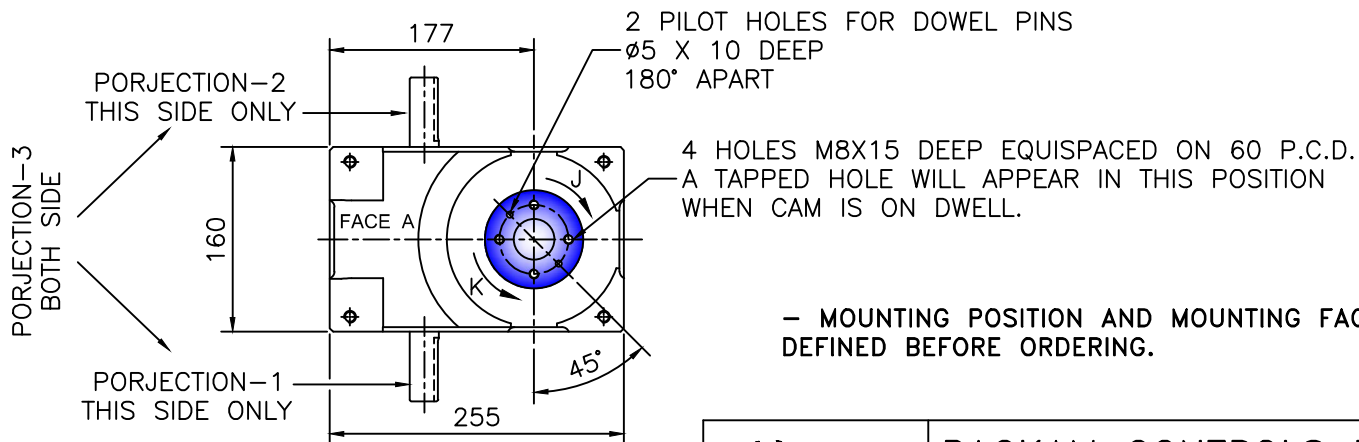 177
2 PILOT HOLES FOR DOWEL PINS
ø5 X 10 DEEP
180° APART
PORJECTION-2
THIS SIDE ONLY
PORJECTION-3
BOTH SIDE
4 HOLES M8X15 DEEP EQUISPACED ON 60 P.C.D.
A TAPPED HOLE WILL APPEAR IN THIS POSITION
WHEN CAM IS ON DWELL.
J
FACE A
160
K
- MOUNTING POSITION AND MOUNTING
DEFINED BEFORE ORDERING.
45°
PORJECTION-1
THIS SIDE ONLY
255